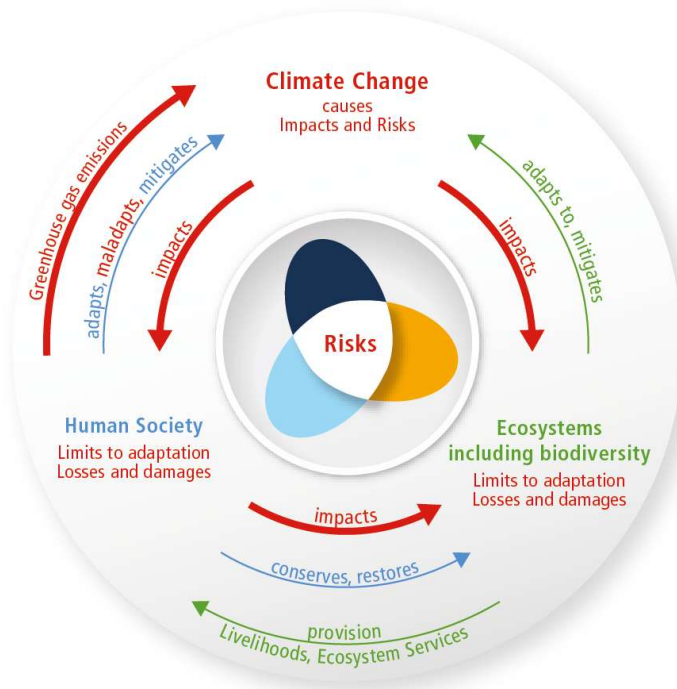 Climate Change
causes
Impacts and Risks
Greenhouse gas emissions
adapts, maladapts, mitigates
impacts
impacts
adapts to, mitigates
Risks
Human Society
Limits to adaptation
Losses and damages
Ecosystems
including biodiversity
Limits to adaptation
Losses and damages
impacts
conserves, restores
provision
Livelihoods, Ecosystem Services